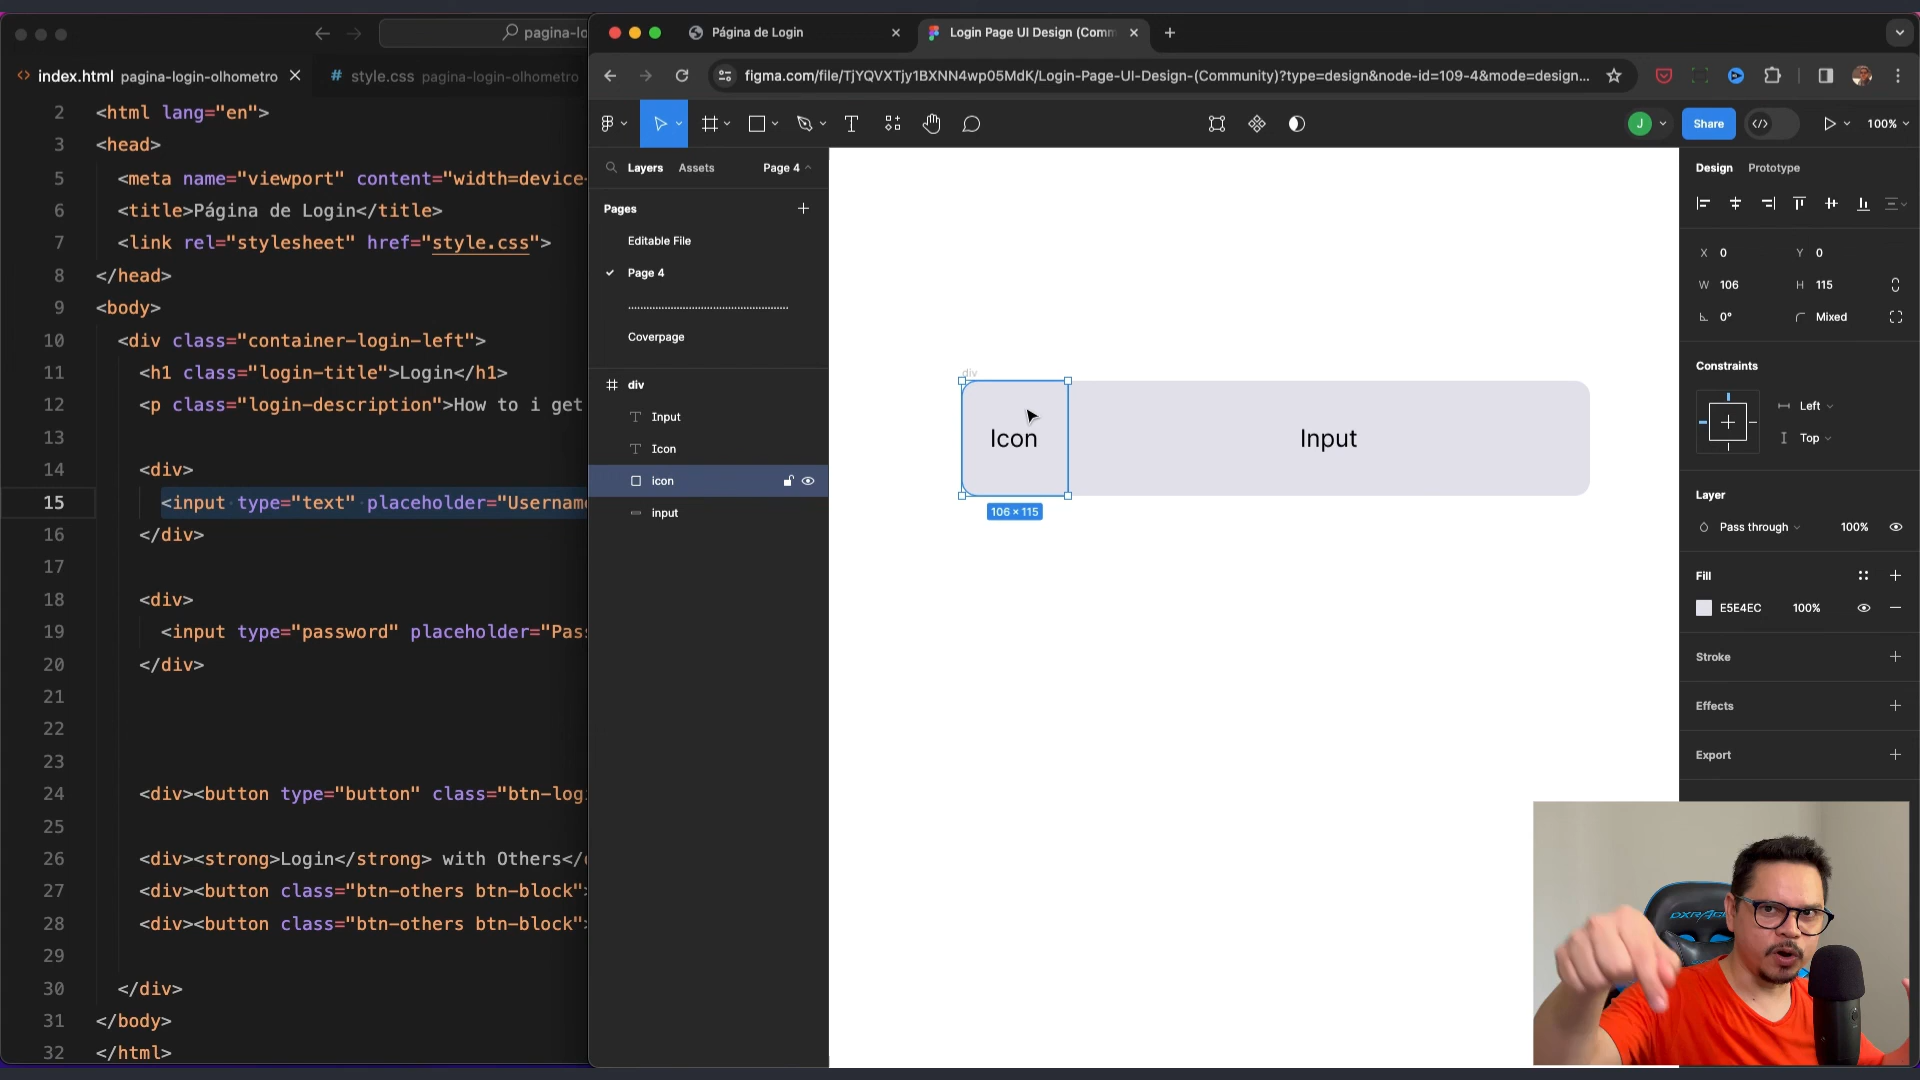 pagina-lo
index.html pagina-login-olhometro
# style.css pagina-login-olhometro
2 <html lang="en">
3 <head>
5 <meta name="viewport" content="width=device-
6 <title>Página de Login</title>
7 <link rel="stylesheet" href="style.css">
8 </head>
9 <body>
10 <div class="container-login-left">
11 <h1 class="login-title">Login</h1>
12 <p class="login-description">How to i get
13
14 <div>
15 <input type="text" placeholder="Usernam
16 </div>
17
18 <div>
19 <input type="password" placeholder="Pas
20 </div>
21
22
23
24 <div><button type="button" class="btn-logi
25
26 <div><strong>Login</strong> with Others</
27 <div><button class="btn-others btn-block"
28 <div><button class="btn-others btn-block"
29
30 </div>
31 </body>
32 </html>
Página de Login
Login Page UI Design (Comm
figma.com/file/TjYQVXTjy1BXNN4wp05MdK/Login-Page-UI-Design-(Community)?type=design&node-id=109-4&mode=design...
J
Share
</>
100%
Layers Assets Page 4
Pages
Editable File
Page 4
Coverpage
div
Input
Icon
icon
input
div
Icon
Input
106 × 115
Design Prototype
X 0 Y 0
W 106 H 115
0° Mixed
Constraints
Left
Top
Layer
Pass through 100%
Fill
E5E4EC 100%
Stroke
Effects
Export